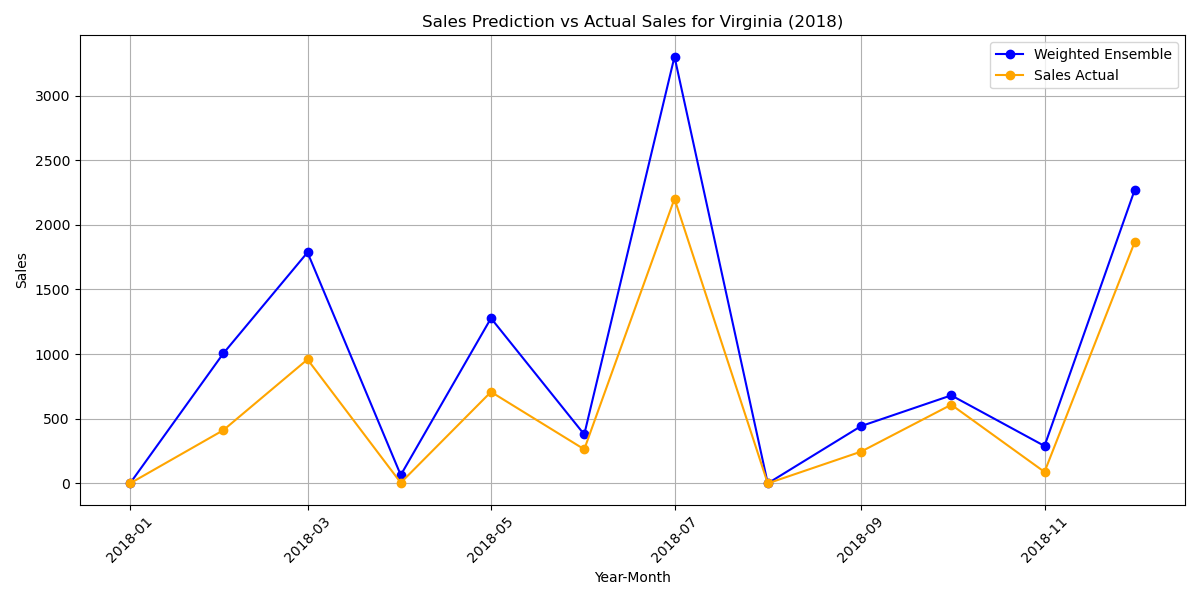 Sales Prediction vs Actual Sales for Virginia (2018)
Weighted Ensemble
Sales Actual
3000
2500
2000
1500
1000
500
0
Sales
2018-01
2018-03
2018-05
2018-07
2018-09
2018-11
Year-Month